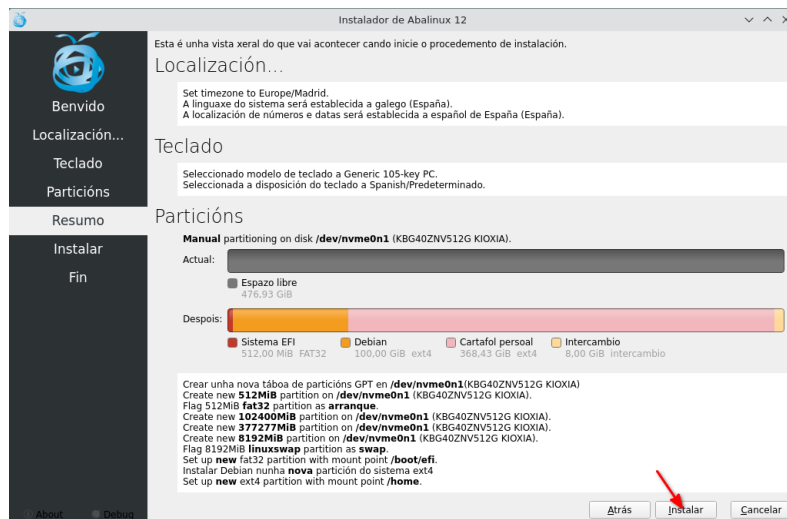 Instalador de Abalinux 12
Benvido
Localización...
Teclado
Particións
Resumo
Instalar
Fin
About
Debug
Esta é unha vista xeral do que vai acontecer cando inicie o procedemento de instalación.
Localización...
Set timezone to Europe/Madrid.
A linguaxe do sistema será establecida a galego (España).
A localización de números e datas será establecida a español de España (España).
Teclado
Seleccionado modelo de teclado a Generic 105-key PC.
Seleccionada a disposición do teclado a Spanish/Predeterminado.
Particións
Manual partitioning on disk /dev/nvme0n1 (KBG40ZNV512G KIOXIA).
Actual:
Espazo libre
476,93 GiB
Despois:
Sistema EFI Debian Cartafol persoal Intercambio
512,00 MiB FAT32 100,00 GiB ext4 368,43 GiB ext4 8,00 GiB intercambio
Crear unha nova táboa de particións GPT en /dev/nvme0n1(KBG40ZNV512G KIOXIA)
Create new 512MiB partition on /dev/nvme0n1 (KBG40ZNV512G KIOXIA).
Flag 512MiB fat32 partition as arranque.
Create new 102400MiB partition on /dev/nvme0n1 (KBG40ZNV512G KIOXIA).
Create new 377277MiB partition on /dev/nvme0n1 (KBG40ZNV512G KIOXIA).
Create new 8192MiB partition on /dev/nvme0n1 (KBG40ZNV512G KIOXIA).
Flag 8192MiB linuxswap partition as swap.
Set up new fat32 partition with mount point /boot/efi.
Instalar Debian nunha nova partición do sistema ext4
Set up new ext4 partition with mount point /home.
Atrás Instalar Cancelar